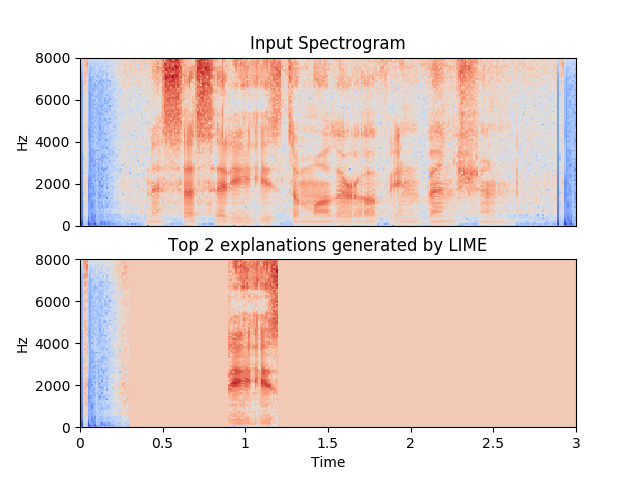 Input Spectrogram
8000
6000
Hz
4000
2000
0
Top 2 explanations generated by LIME
8000
6000
Hz
4000
2000
0
0 0.5 1 1.5 2 2.5 3
Time